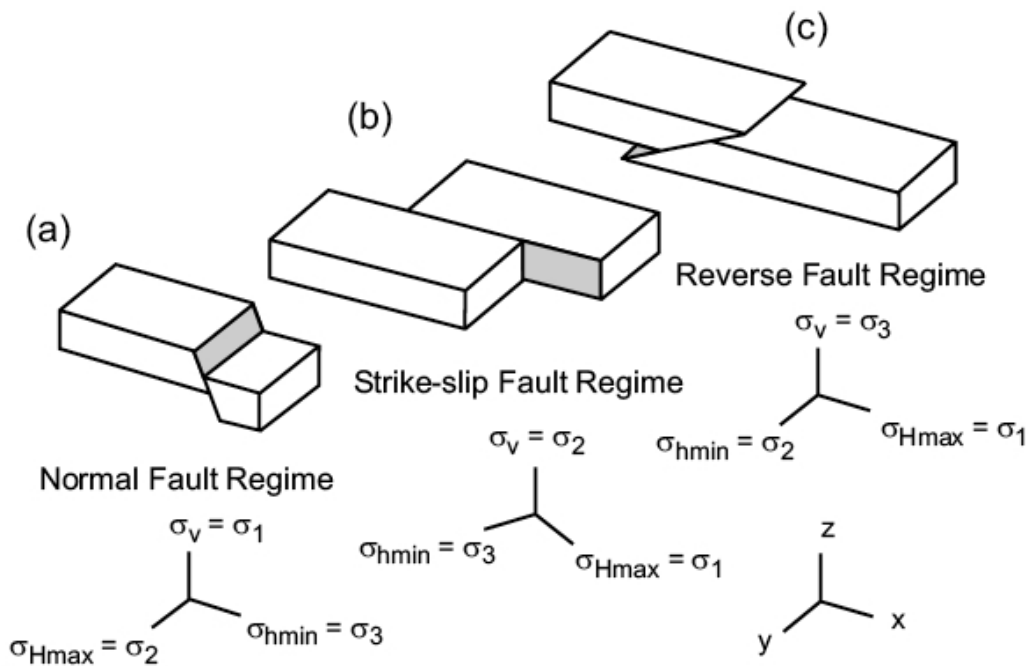 (a)
Normal Fault Regime
σv = σ1
σHmax = σ2
σhmin = σ3
(b)
Strike-slip Fault Regime
σv = σ2
σhmin = σ3
σHmax = σ1
(c)
Reverse Fault Regime
σv = σ3
σhmin = σ2
σHmax = σ1
z
y
x